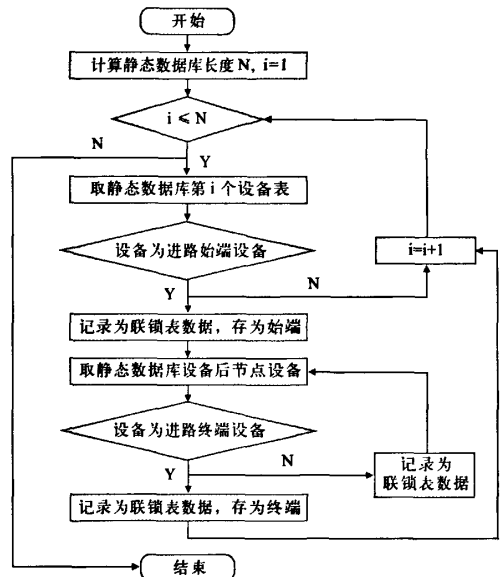 开始
计算静态数据库长度 N, i=1
i ≤ N
N
Y
取静态数据库第 i 个设备表
设备为进路始端设备
i=i+1
Y
N
记录为联锁表数据，存为始端
取静态数据库设备后节点设备
设备为进路终端设备
Y
N
记录为
联锁表数据
记录为联锁表数据，存为终端
结束